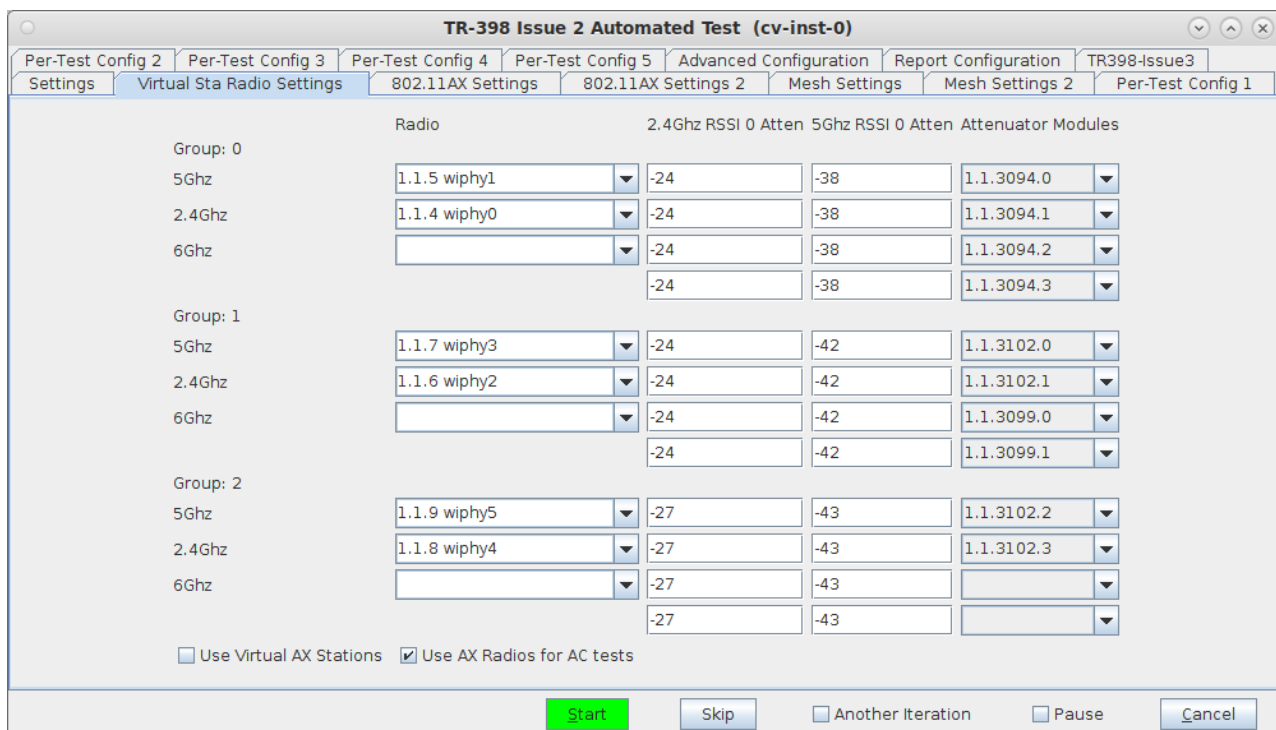 TR-398 Issue 2 Automated Test (cv-inst-0)
Per-Test Config 2 Per-Test Config 3 Per-Test Config 4 Per-Test Config 5 Advanced Configuration Report Configuration TR398-Issue3
Settings Virtual Sta Radio Settings 802.11AX Settings 802.11AX Settings 2 Mesh Settings Mesh Settings 2 Per-Test Config 1
Radio 2.4Ghz RSSI 0 Atten 5Ghz RSSI 0 Atten Attenuator Modules
Group: 0
5Ghz 1.1.5 wiphy1 -24 -38 1.1.3094.0
2.4Ghz 1.1.4 wiphy0 -24 -38 1.1.3094.1
6Ghz -24 -38 1.1.3094.2
-24 -38 1.1.3094.3
Group: 1
5Ghz 1.1.7 wiphy3 -24 -42 1.1.3102.0
2.4Ghz 1.1.6 wiphy2 -24 -42 1.1.3102.1
6Ghz -24 -42 1.1.3099.0
-24 -42 1.1.3099.1
Group: 2
5Ghz 1.1.9 wiphy5 -27 -43 1.1.3102.2
2.4Ghz 1.1.8 wiphy4 -27 -43 1.1.3102.3
6Ghz -27 -43
-27 -43
Use Virtual AX Stations Use AX Radios for AC tests
Start Skip Another Iteration Pause Cancel